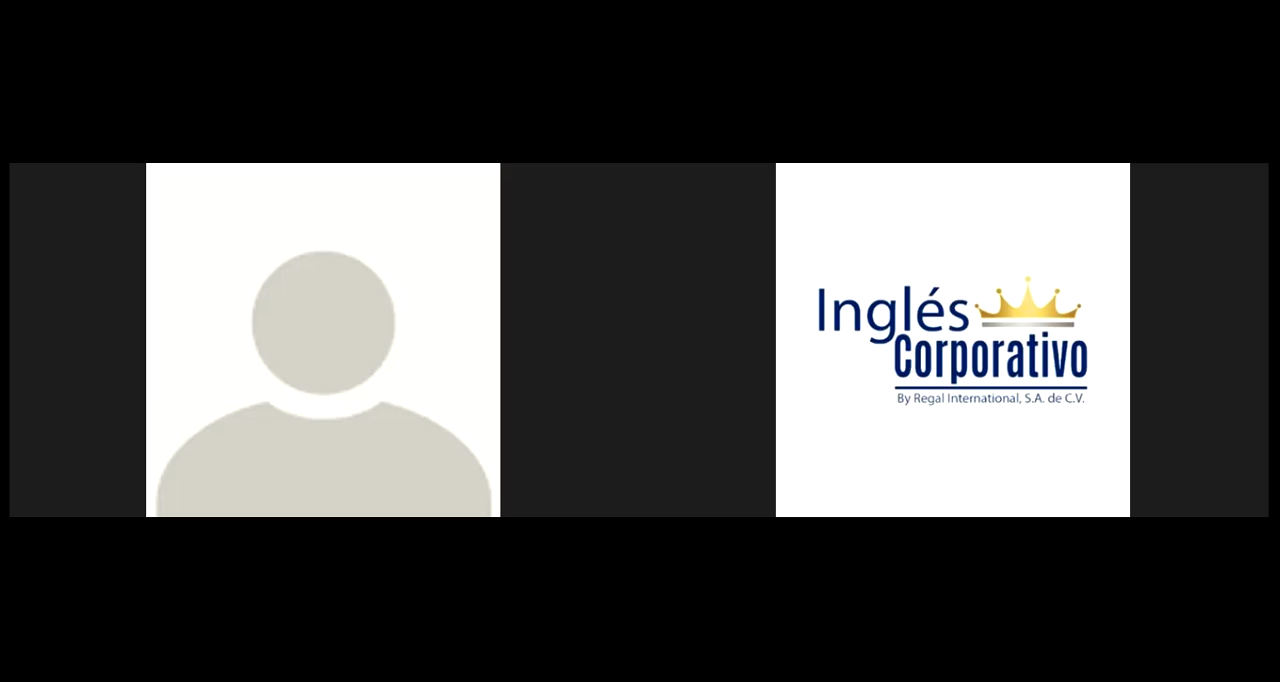 Inglés
Corporativo
By Regal International, S.A. de C.V.